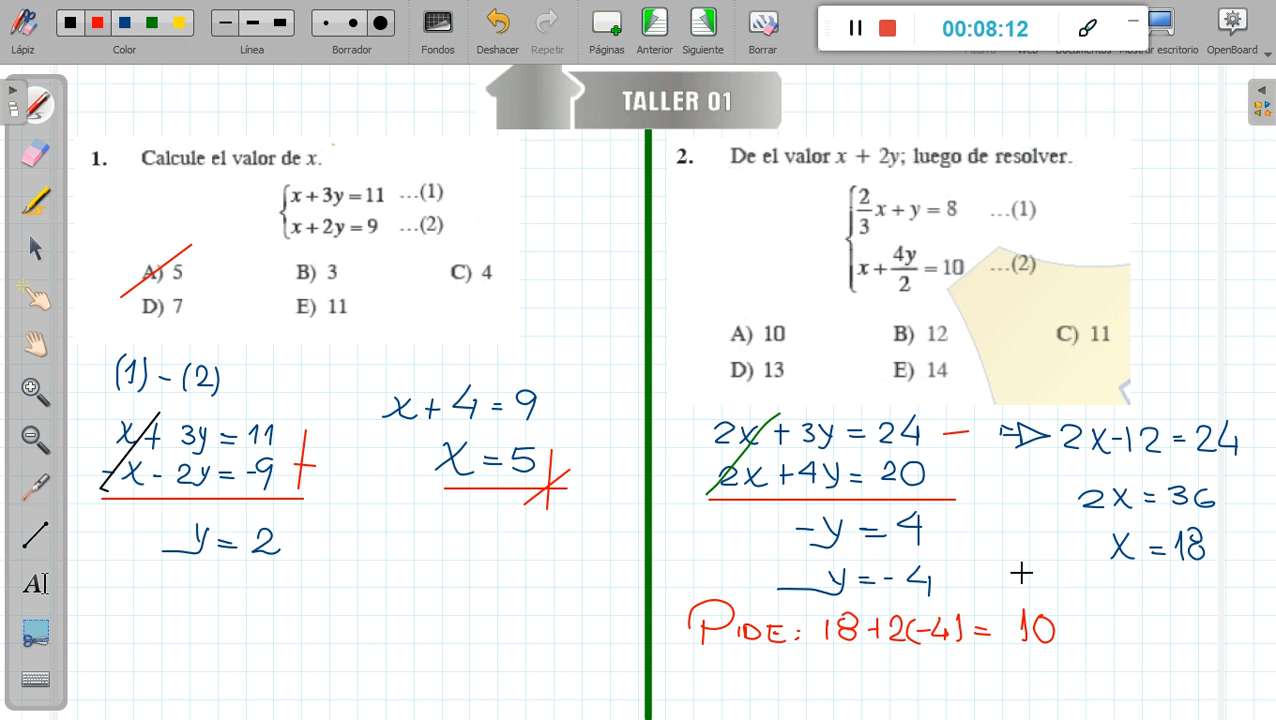 Lápiz
Color
Línea
Borrador
Fondos
Deshacer
Repetir
Páginas
Anterior
Siguiente
Borrar
00:08:12
Mostrar escritorio
OpenBoard
TALLER 01
1. Calcule el valor de x.
x + 3y = 11 ...(1)
x + 2y = 9 ...(2)
A) 5 B) 3 C) 4
D) 7 E) 11
(1) - (2)
x + 3y = 11
-x - 2y = -9
y = 2
x + 4 = 9
x = 5
2. De el valor x + 2y; luego de resolver.
2/3 x + y = 8 ...(1)
x + 4y/2 = 10 ...(2)
A) 10 B) 12 C) 11
D) 13 E) 14
2x + 3y = 24 -
2x + 4y = 20
-y = 4
y = -4
⇒ 2x - 12 = 24
2x = 36
x = 18
PIDE: 18 + 2(-4) = 10